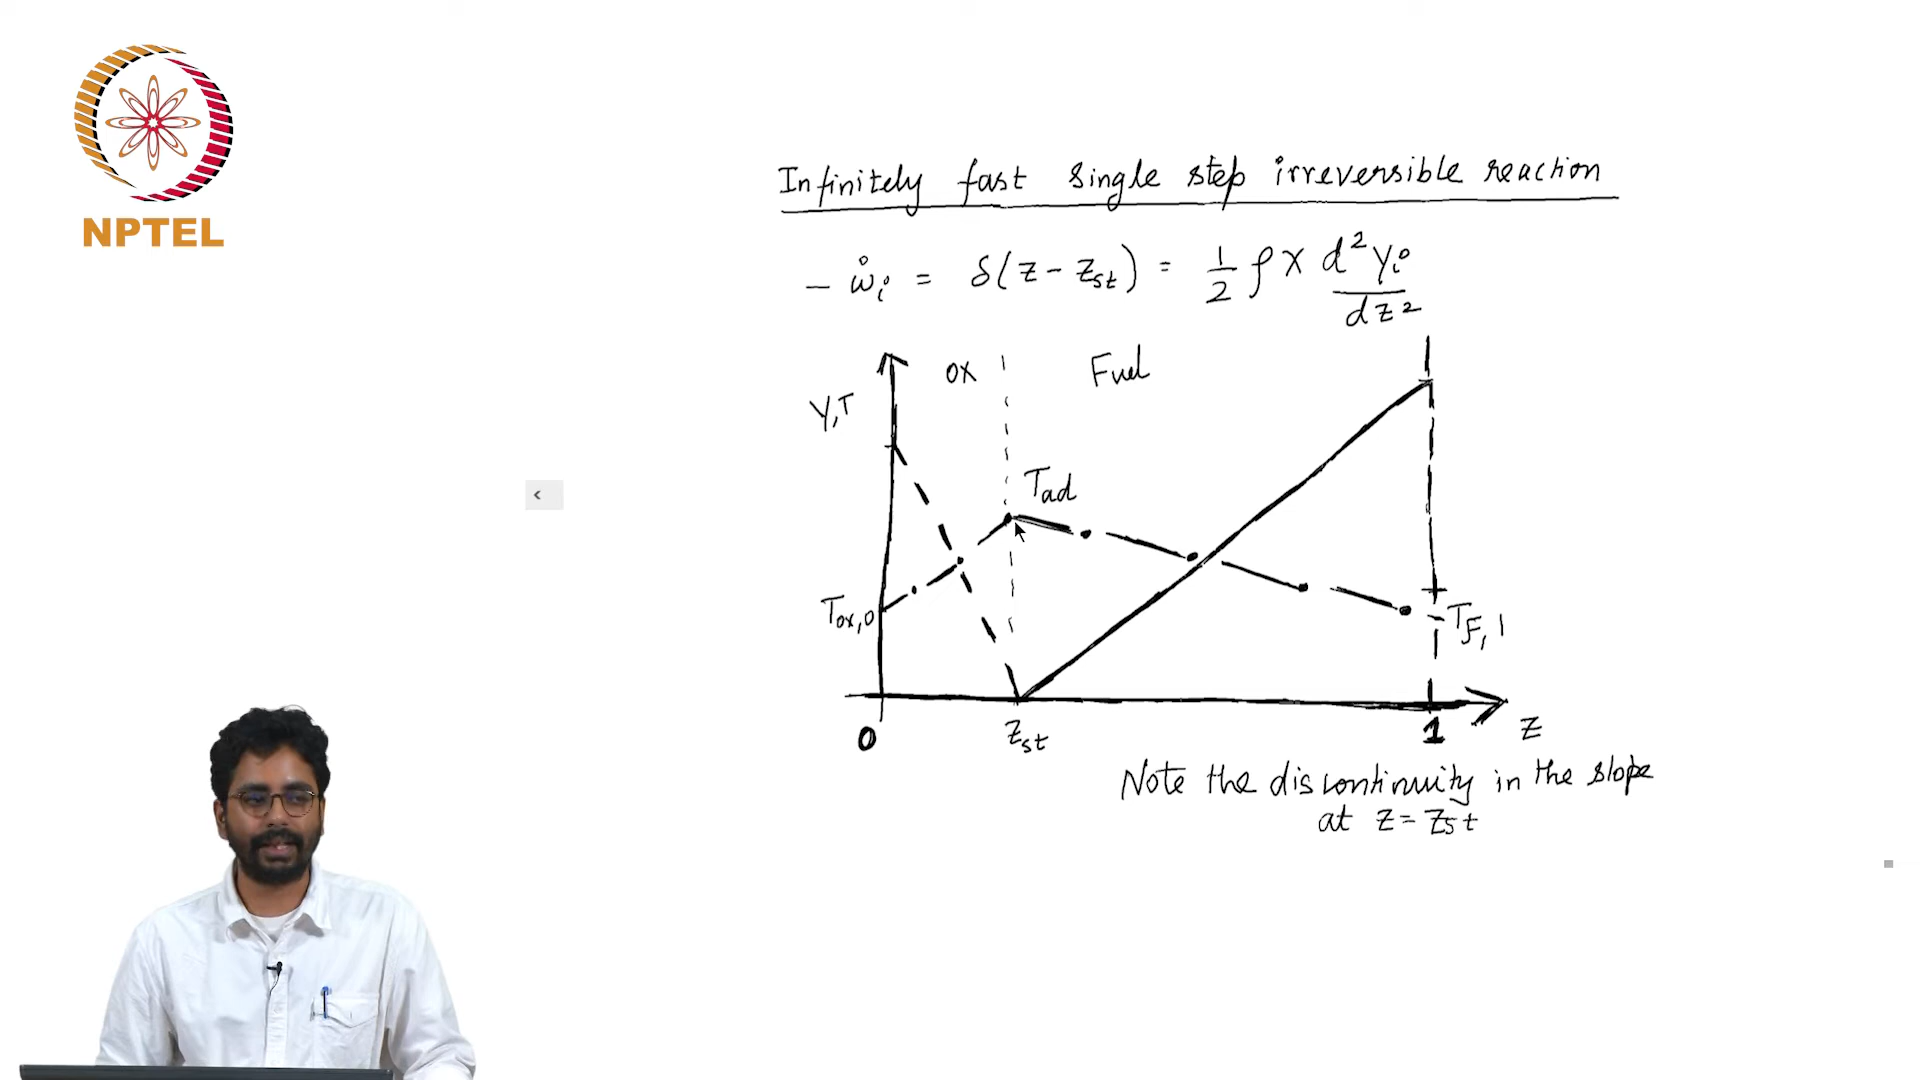 NPTEL
Infinitely fast single step irreversible reaction
- ẇi = δ(z - zst) = 1/2 ρ χ d²Yi/dz²
OX Fuel
Y,T
Tad
Tox,0
TF,1
0 zst 1 z
Note the discontinuity in the slope
at z = zst